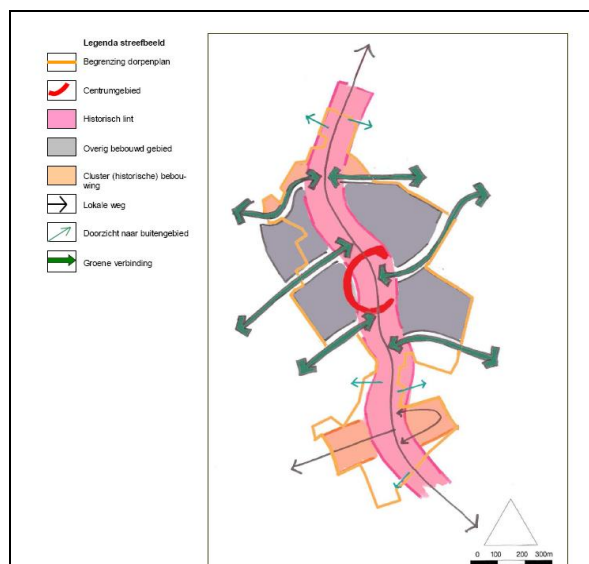 Legenda streefbeeld
Begrenzing dorpenplan
Centrumgebied
Historisch lint
Overig bebouwd gebied
Cluster (historische) bebou-
wing
Lokale weg
Doorzicht naar buitengebied
Groene verbinding
0 100 200 300m